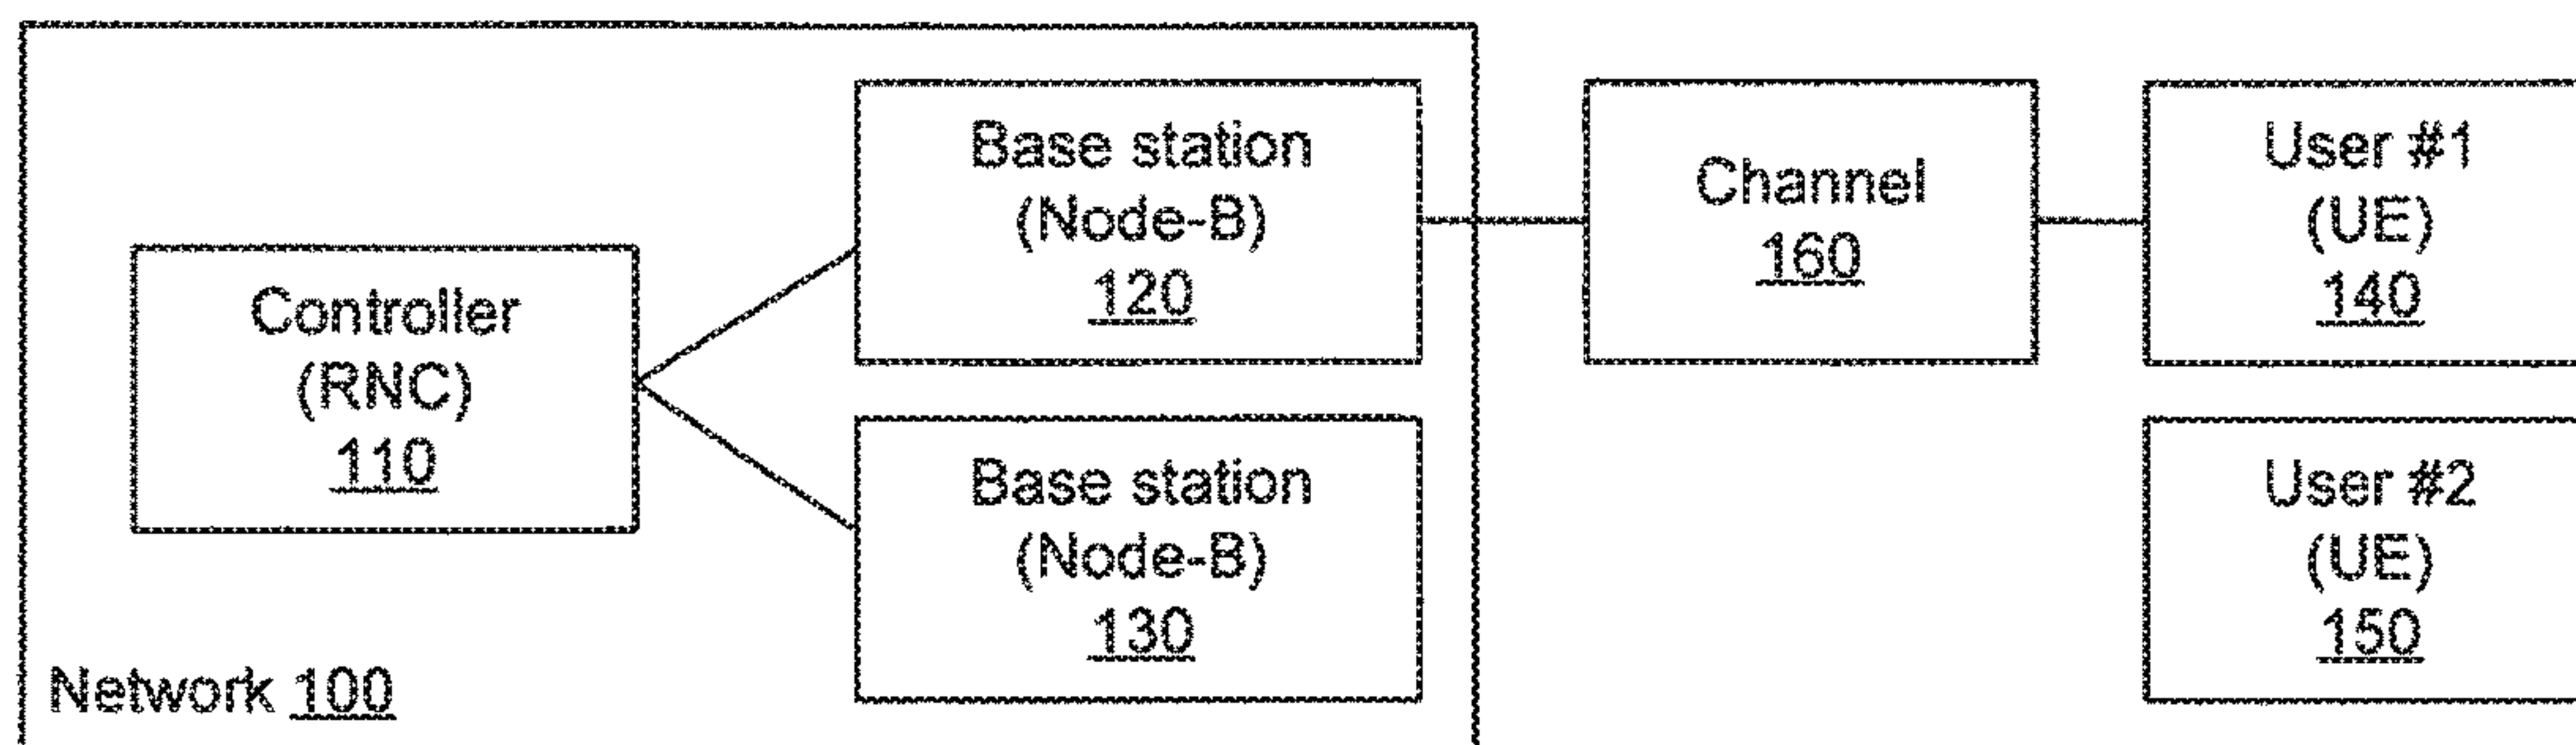 Controller
(RNC)
110
Base station
(Node-B)
120
Base station
(Node-B)
130
Channel
160
User #1
(UE)
140
User #2
(UE)
150
Network 100